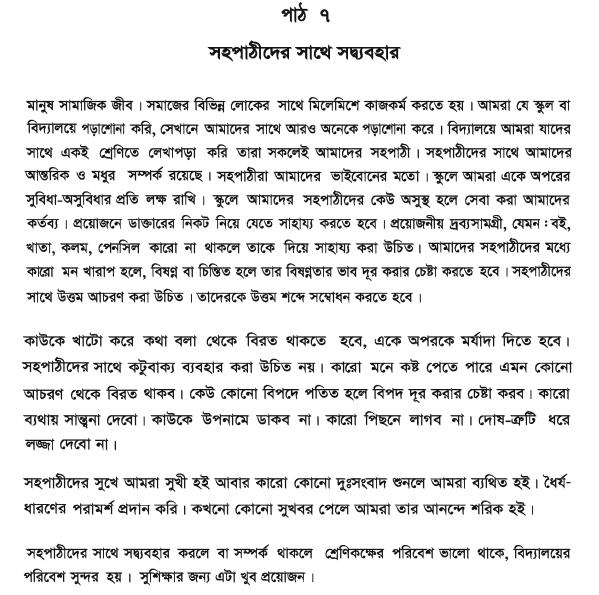 পাঠ ৭
সহপাঠীদের সাথে সদ্ব্যবহার
মানুষ সামাজিক জীব। সমাজের বিভিন্ন লোকের সাথে মিলেমিশে কাজকর্ম করতে হয়। আমরা যে স্কুল বা
বিদ্যালয়ে পড়াশোনা করি, সেখানে আমাদের সাথে আরও অনেকে পড়াশোনা করে। বিদ্যালয়ে আমরা যাদের
সাথে একই শ্রেণিতে লেখাপড়া করি তারা সকলেই আমাদের সহপাঠী। সহপাঠীদের সাথে আমাদের
আন্তরিক ও মধুর সম্পর্ক রয়েছে। সহপাঠীরা আমাদের ভাইবোনের মতো। স্কুলে আমরা একে অপরের
সুবিধা-অসুবিধার প্রতি লক্ষ রাখি। স্কুলে আমাদের সহপাঠীদের কেউ অসুস্থ হলে সেবা করা আমাদের
কর্তব্য। প্রয়োজনে ডাক্তারের নিকট নিয়ে যেতে সাহায্য করতে হবে। প্রয়োজনীয় দ্রব্যসামগ্রী, যেমন : বই,
খাতা, কলম, পেনসিল কারো না থাকলে তাকে দিয়ে সাহায্য করা উচিত। আমাদের সহপাঠীদের মধ্যে
কারো মন খারাপ হলে, বিষণ্ন বা চিন্তিত হলে তার বিষণ্নতার ভাব দূর করার চেষ্টা করতে হবে। সহপাঠীদের
সাথে উত্তম আচরণ করা উচিত। তাদেরকে উত্তম শব্দে সম্বোধন করতে হবে।
কাউকে খাটো করে কথা বলা থেকে বিরত থাকতে হবে, একে অপরকে মর্যাদা দিতে হবে।
সহপাঠীদের সাথে কটুবাক্য ব্যবহার করা উচিত নয়। কারো মনে কষ্ট পেতে পারে এমন কোনো
আচরণ থেকে বিরত থাকব। কেউ কোনো বিপদে পতিত হলে বিপদ দূর করার চেষ্টা করব। কারো
ব্যথায় সান্ত্বনা দেবো। কাউকে উপনামে ডাকব না। কারো পিছনে লাগব না। দোষ-ত্রুটি ধরে
লজ্জা দেবো না।
সহপাঠীদের সুখে আমরা সুখী হই আবার কারো কোনো দুঃসংবাদ শুনলে আমরা ব্যথিত হই। ধৈর্য-
ধারণের পরামর্শ প্রদান করি। কখনো কোনো সুখবর পেলে আমরা তার আনন্দে শরিক হই।
সহপাঠীদের সাথে সদ্ব্যবহার করলে বা সম্পর্ক থাকলে শ্রেণিকক্ষের পরিবেশ ভালো থাকে, বিদ্যালয়ের
পরিবেশ সুন্দর হয়। সুশিক্ষার জন্য এটা খুব প্রয়োজন।